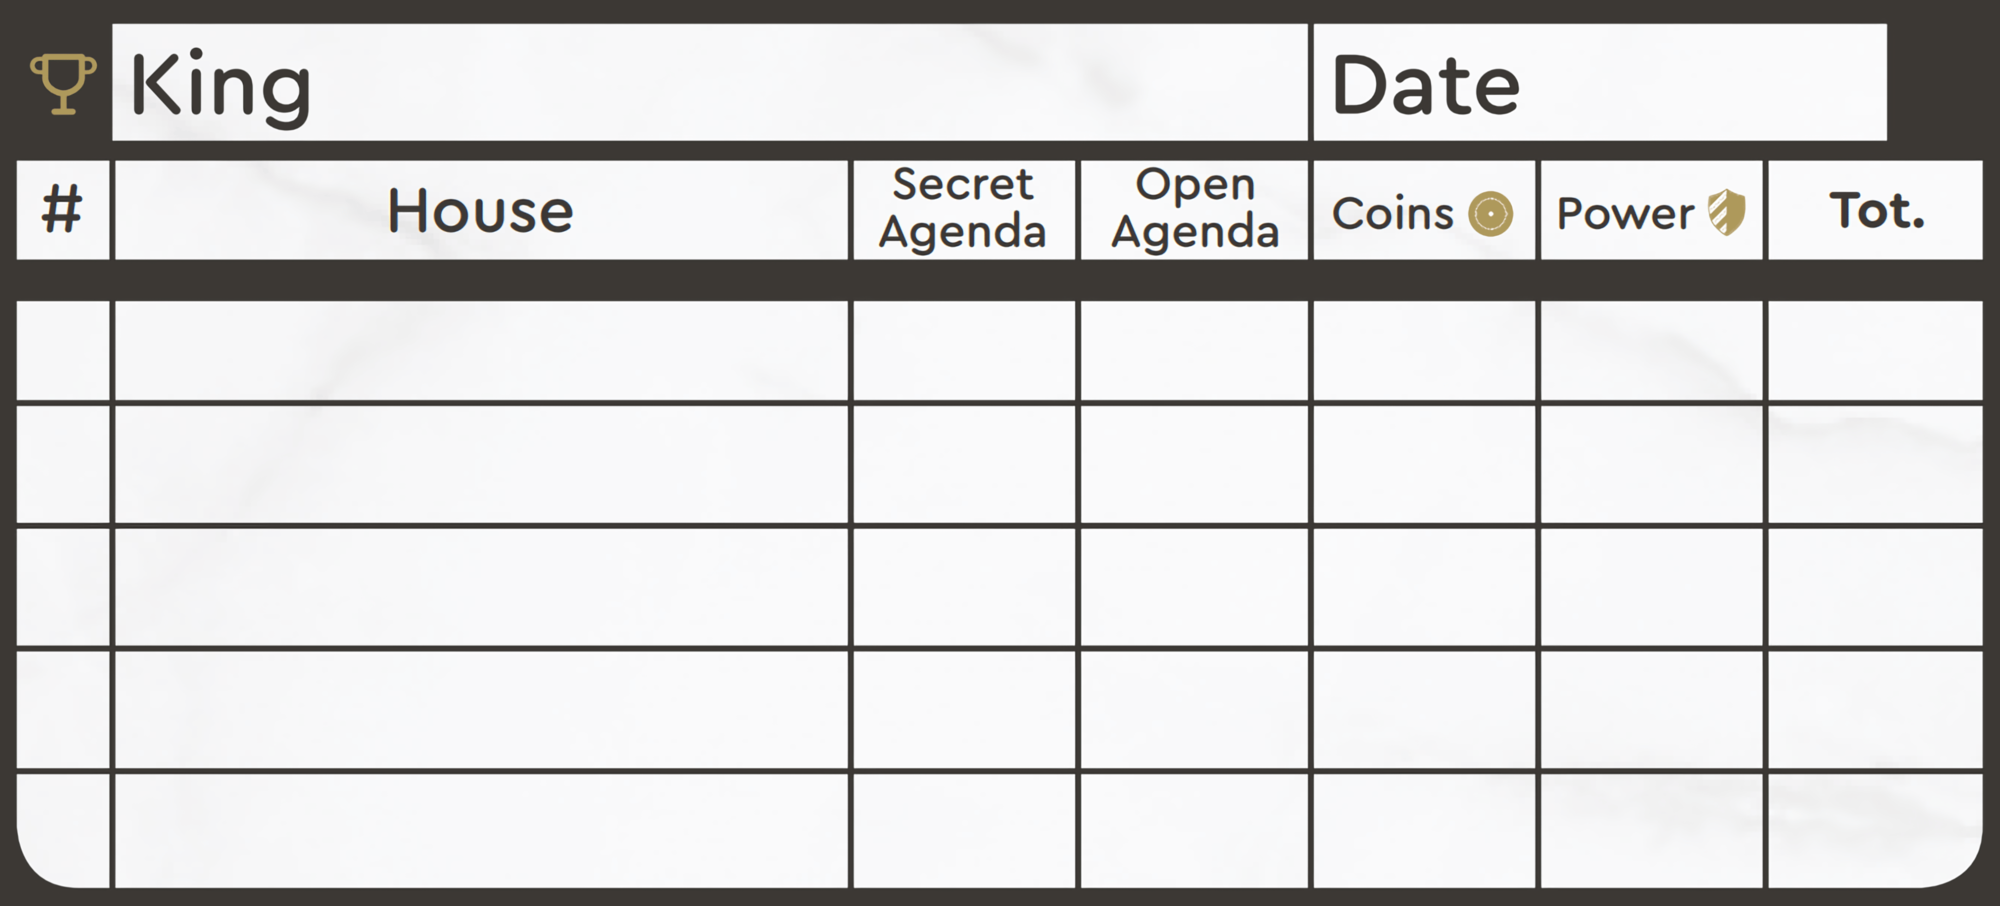 King
Date
#
House
Secret
Agenda
Open
Agenda
Coins
Power
Tot.